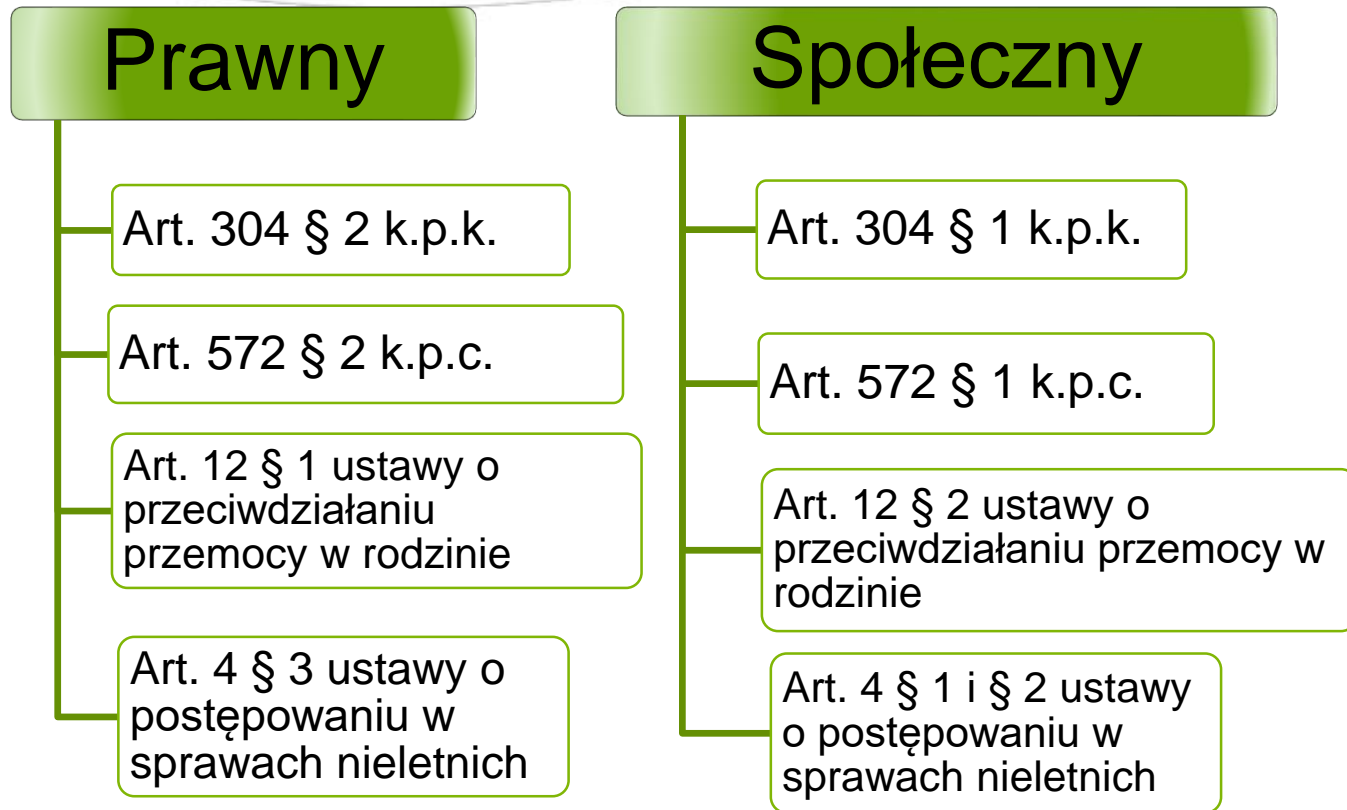 Prawny
Art. 304 § 2 k.p.k.
Art. 572 § 2 k.p.c.
Art. 12 § 1 ustawy o
przeciwdziałaniu
przemocy w rodzinie
Art. 4 § 3 ustawy o
postępowaniu w
sprawach nieletnich
Społeczny
Art. 304 § 1 k.p.k.
Art. 572 § 1 k.p.c.
Art. 12 § 2 ustawy o
przeciwdziałaniu przemocy w
rodzinie
Art. 4 § 1 i § 2 ustawy
o postępowaniu w
sprawach nieletnich